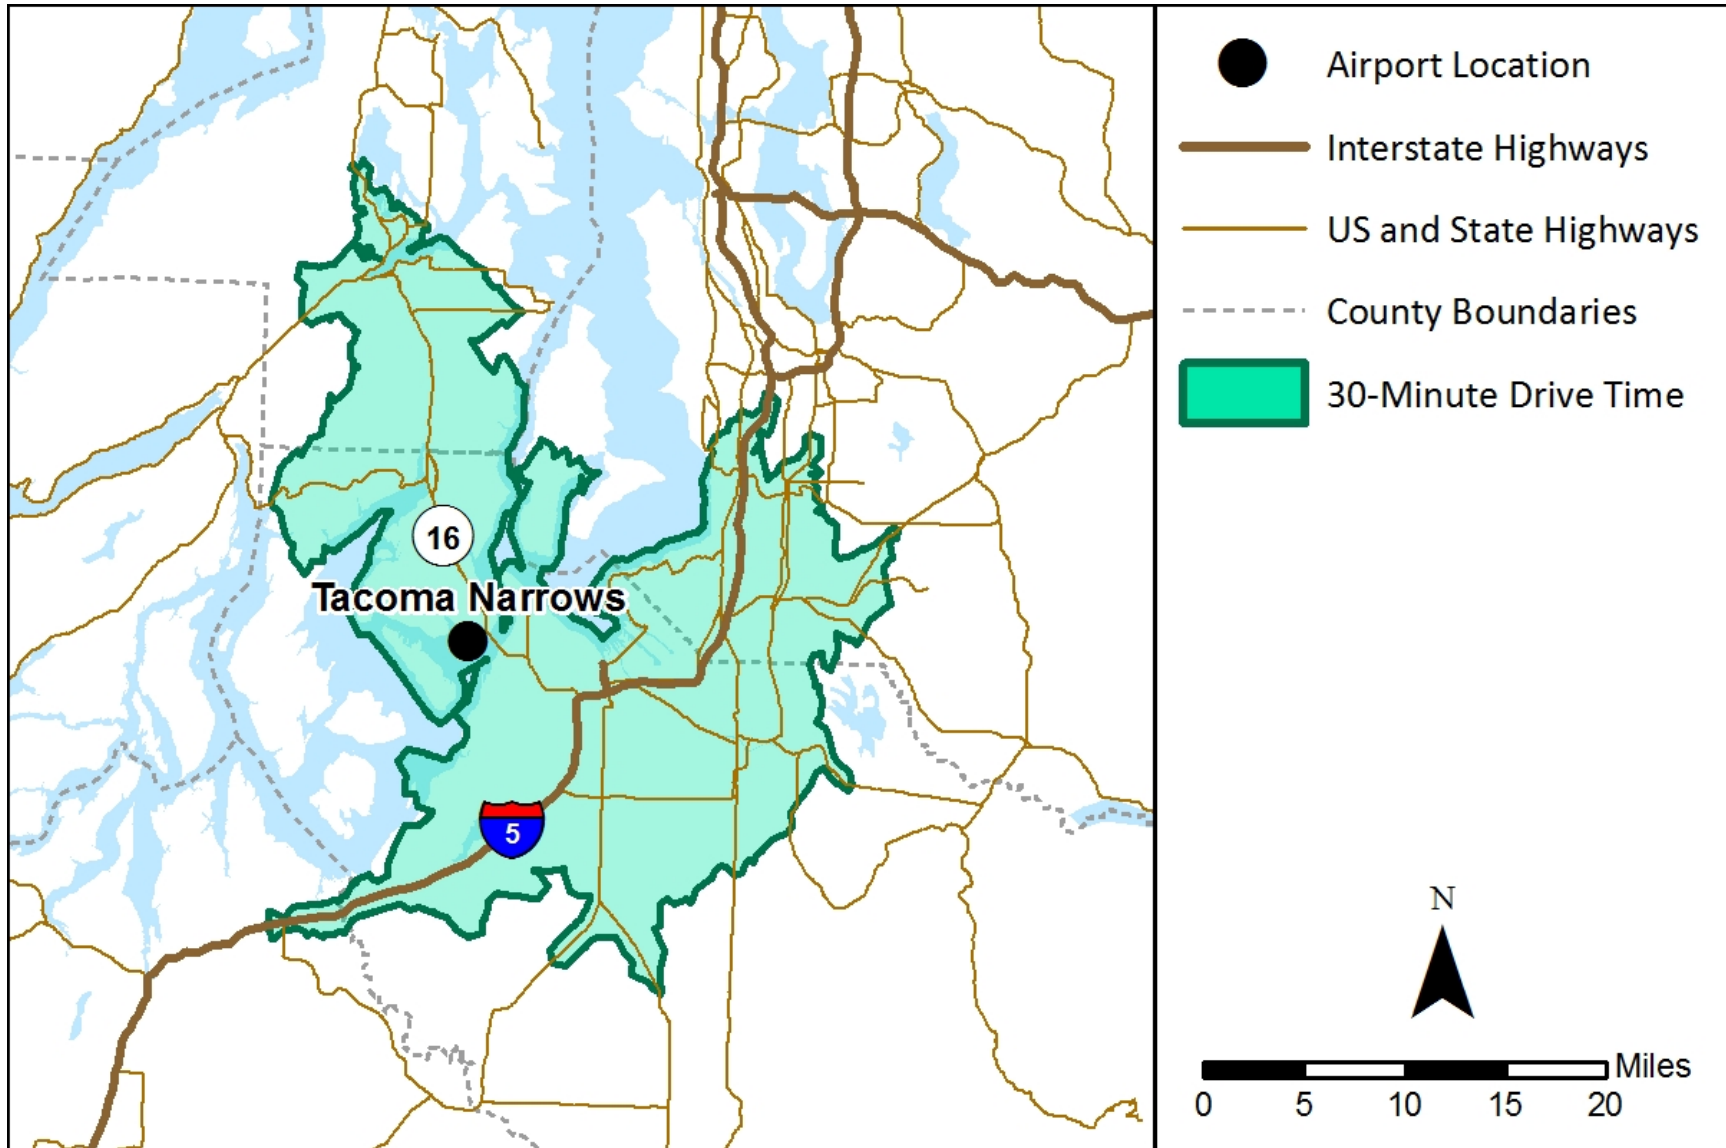 16
Tacoma Narrows
5
Airport Location
Interstate Highways
US and State Highways
County Boundaries
30-Minute Drive Time
N
Miles
0 5 10 15 20